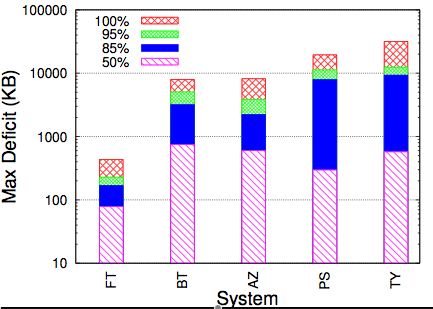 100000
10000
1000
100
10
Max Deficit (KB)
100%
95%
85%
50%
FT
BT
AZ
PS
TY
System